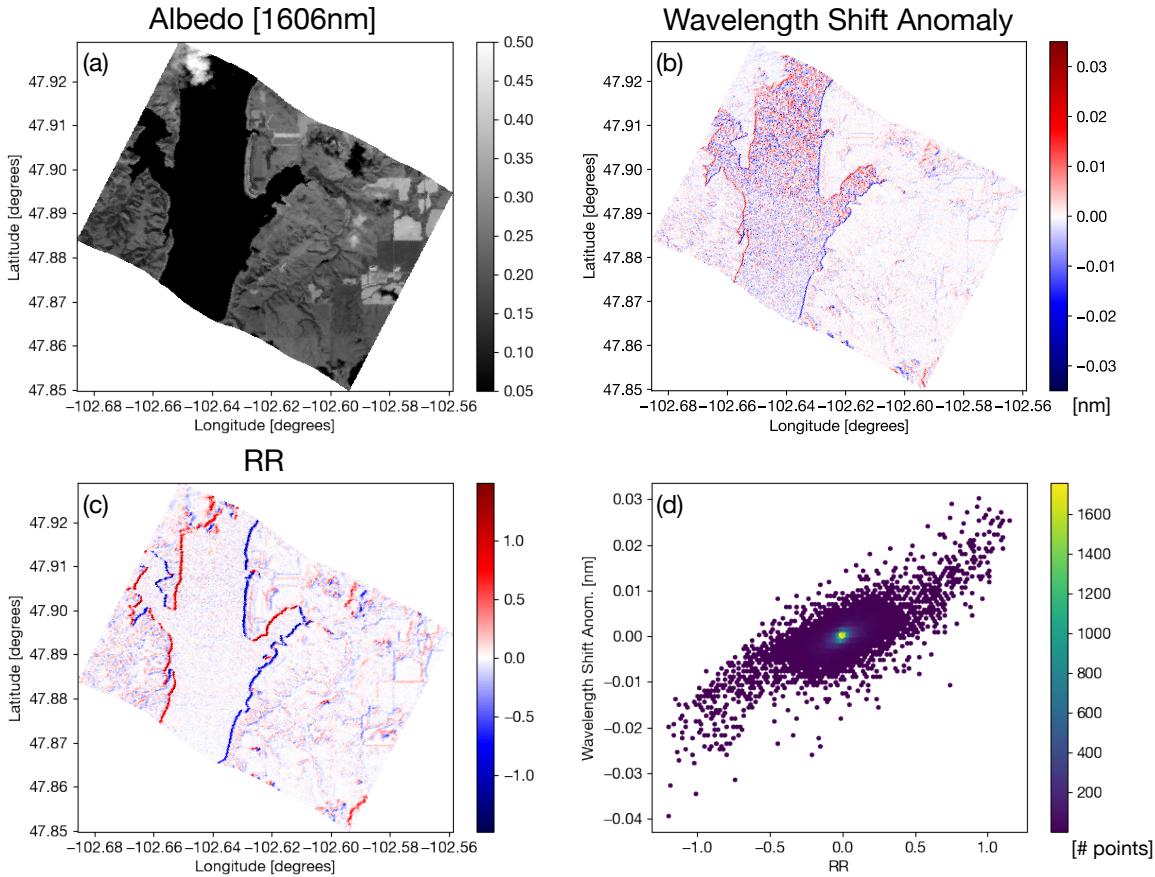 Albedo [1606nm]
(a)
0.50
0.45
0.40
0.35
0.30
0.25
0.20
0.15
0.10
0.05
47.92
47.91
47.90
47.89
47.88
47.87
47.86
47.85
Latitude [degrees]
−102.68 −102.66 −102.64 −102.62 −102.60 −102.58 −102.56
Longitude [degrees]
Wavelength Shift Anomaly
(b)
0.03
0.02
0.01
0.00
−0.01
−0.02
−0.03
[nm]
47.92
47.91
47.90
47.89
47.88
47.87
47.86
47.85
Latitude [degrees]
−102.68 −102.66 −102.64 −102.62 −102.60 −102.58 −102.56
Longitude [degrees]
RR
(c)
1.0
0.5
0.0
−0.5
−1.0
47.92
47.91
47.90
47.89
47.88
47.87
47.86
47.85
Latitude [degrees]
−102.68 −102.66 −102.64 −102.62 −102.60 −102.58 −102.56
Longitude [degrees]
(d)
1600
1400
1200
1000
800
600
400
200
[# points]
0.03
0.02
0.01
0.00
−0.01
−0.02
−0.03
−0.04
Wavelength Shift Anom. [nm]
−1.0 −0.5 0.0 0.5 1.0
RR